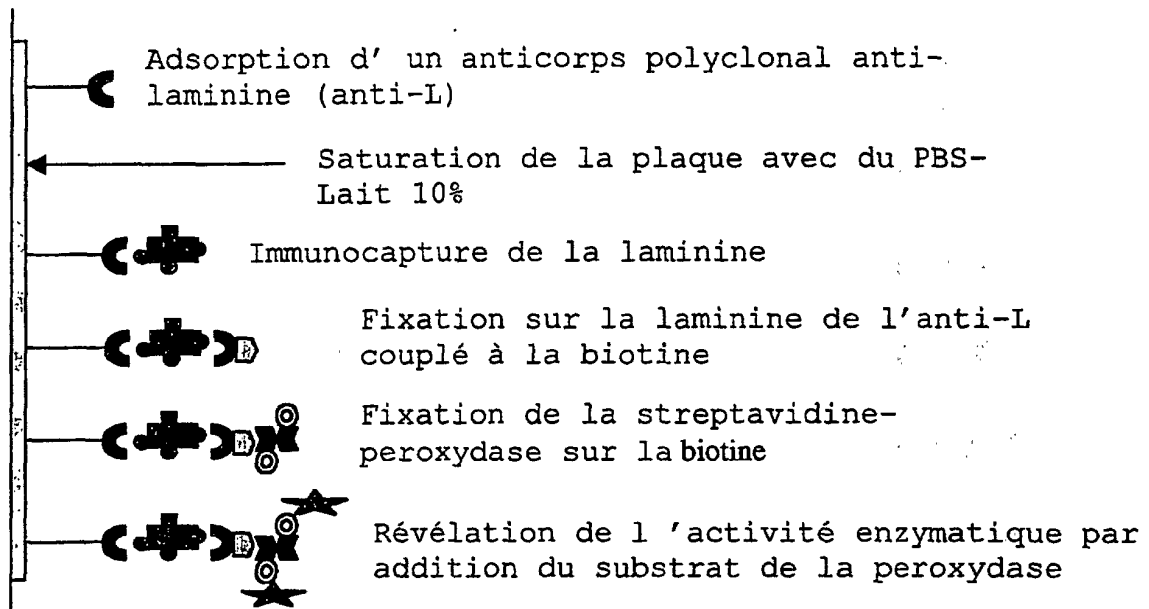 Adsorption d' un anticorps polyclonal anti-
laminine (anti-L)
Saturation de la plaque avec du PBS-
Lait 10%
Immunocapture de la laminine
Fixation sur la laminine de l'anti-L
couplé à la biotine
Fixation de la streptavidine-
peroxydase sur la biotine
Révélation de l 'activité enzymatique par
addition du substrat de la peroxydase